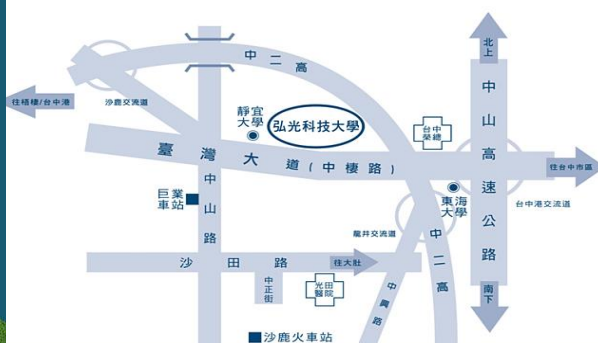 北上
中二高
中山高速公路
往梧棲/台中港
沙鹿交流道
靜宜
大學
弘光科技大學
台中
榮總
臺灣大道(中棲路)
往台中市區
巨業
車站
中山路
東海
大學
台中港交流道
龍井交流道
中二高
沙田路
往大肚
中正街
光田
醫院
中興路
南下
沙鹿火車站